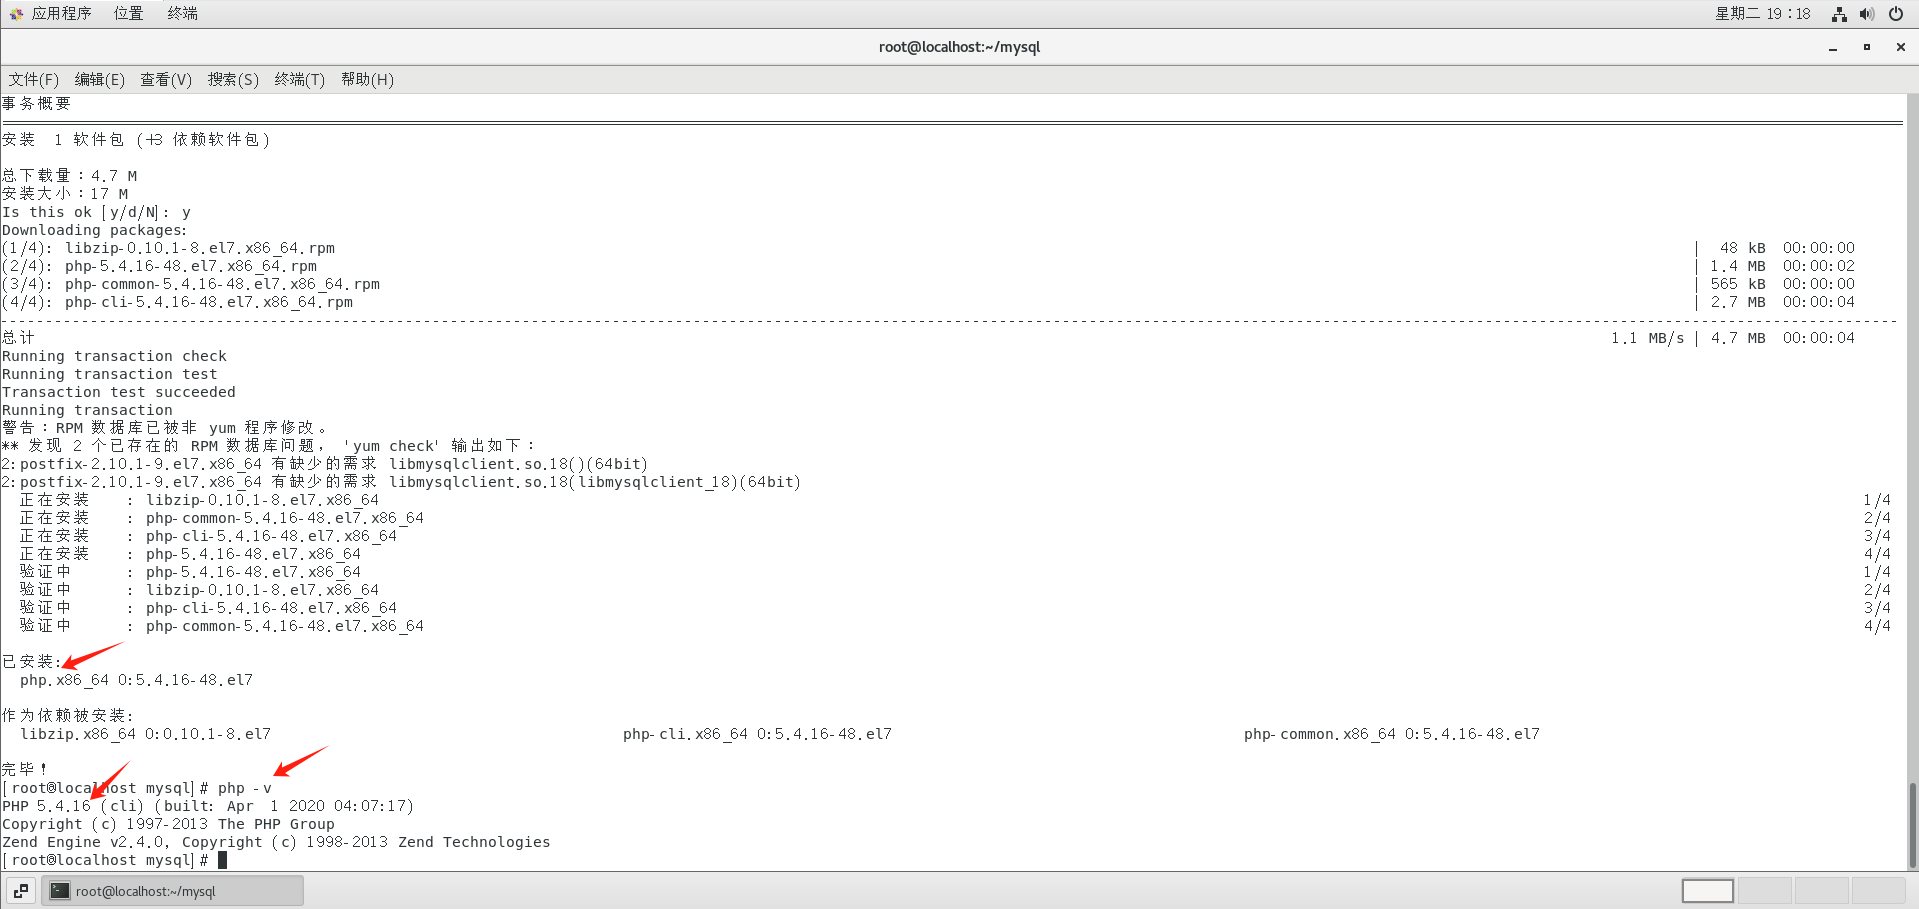 应用程序 位置 终端 星期二 19:18
root@localhost:~/mysql
文件(F) 编辑(E) 查看(V) 搜索(S) 终端(T) 帮助(H)
事务概要
安装  1 软件包 (+3 依赖软件包)
总下载量：4.7 M
安装大小：17 M
Is this ok [y/d/N]: y
Downloading packages:
(1/4): libzip-0.10.1-8.el7.x86_64.rpm | 48 kB 00:00:00
(2/4): php-5.4.16-48.el7.x86_64.rpm | 1.4 MB 00:00:02
(3/4): php-common-5.4.16-48.el7.x86_64.rpm | 565 kB 00:00:00
(4/4): php-cli-5.4.16-48.el7.x86_64.rpm | 2.7 MB 00:00:04
总计 1.1 MB/s | 4.7 MB 00:00:04
Running transaction check
Running transaction test
Transaction test succeeded
Running transaction
警告：RPM 数据库已被非 yum 程序修改。
** 发现 2 个已存在的 RPM 数据库问题， 'yum check' 输出如下：
2:postfix-2.10.1-9.el7.x86_64 有缺少的需求 libmysqlclient.so.18()(64bit)
2:postfix-2.10.1-9.el7.x86_64 有缺少的需求 libmysqlclient.so.18(libmysqlclient_18)(64bit)
正在安装 : libzip-0.10.1-8.el7.x86_64 1/4
正在安装 : php-common-5.4.16-48.el7.x86_64 2/4
正在安装 : php-cli-5.4.16-48.el7.x86_64 3/4
正在安装 : php-5.4.16-48.el7.x86_64 4/4
验证中 : php-5.4.16-48.el7.x86_64 1/4
验证中 : libzip-0.10.1-8.el7.x86_64 2/4
验证中 : php-cli-5.4.16-48.el7.x86_64 3/4
验证中 : php-common-5.4.16-48.el7.x86_64 4/4
已安装:
php.x86_64 0:5.4.16-48.el7
作为依赖被安装:
libzip.x86_64 0:0.10.1-8.el7 php-cli.x86_64 0:5.4.16-48.el7 php-common.x86_64 0:5.4.16-48.el7
完毕！
[root@localhost mysql]# php -v
PHP 5.4.16 (cli) (built: Apr  1 2020 04:07:17)
Copyright (c) 1997-2013 The PHP Group
Zend Engine v2.4.0, Copyright (c) 1998-2013 Zend Technologies
[root@localhost mysql]#
root@localhost:~/mysql